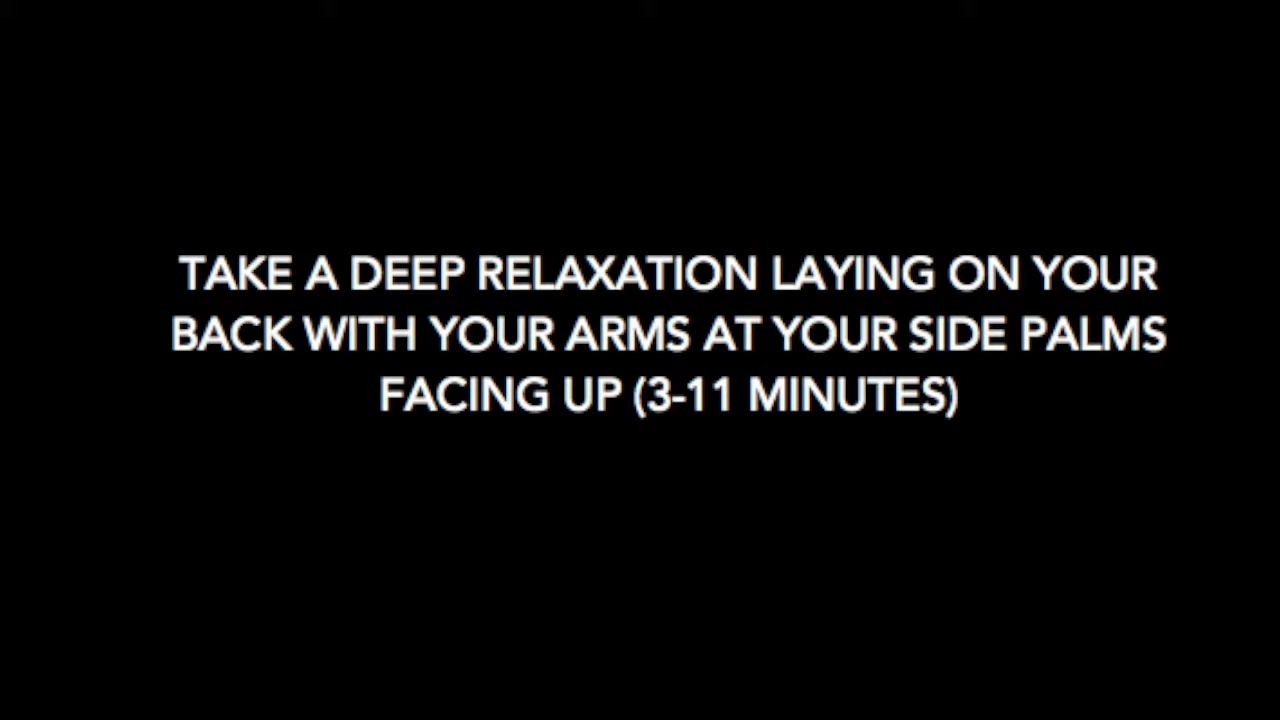 TAKE A DEEP RELAXATION LAYING ON YOUR
BACK WITH YOUR ARMS AT YOUR SIDE PALMS
FACING UP (3-11 MINUTES)